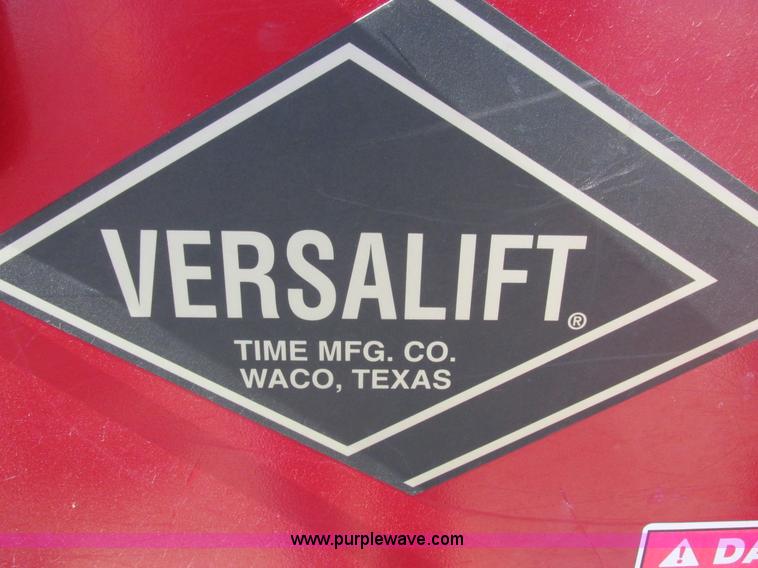 VERSALIFT®
TIME MFG. CO.
WACO, TEXAS
www.purplewave.com